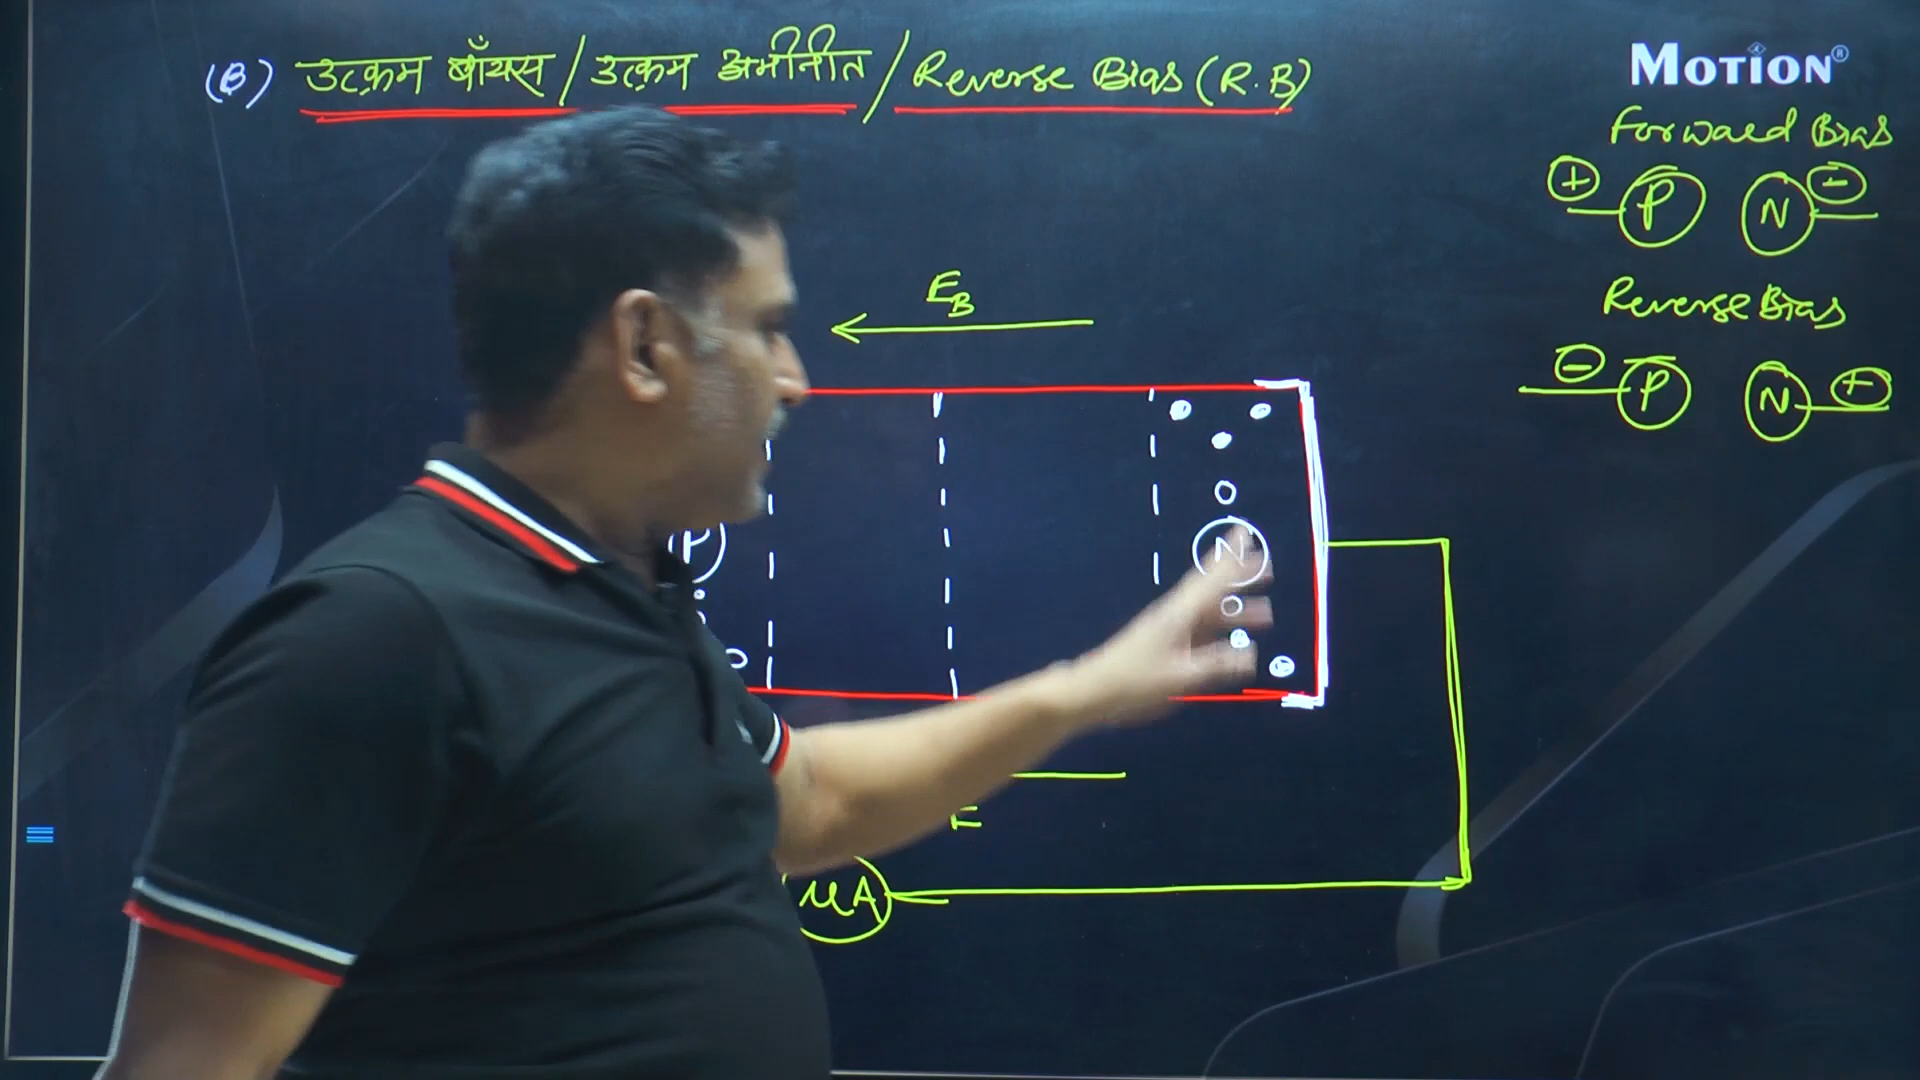 (B) उत्क्रम बाँयस / उत्क्रम अभीनीत / Reverse Bias (R.B)
MOTION®
Forward Bias
+ P N -
Reverse Bias
- P N +
E_B
P
N
E
μA